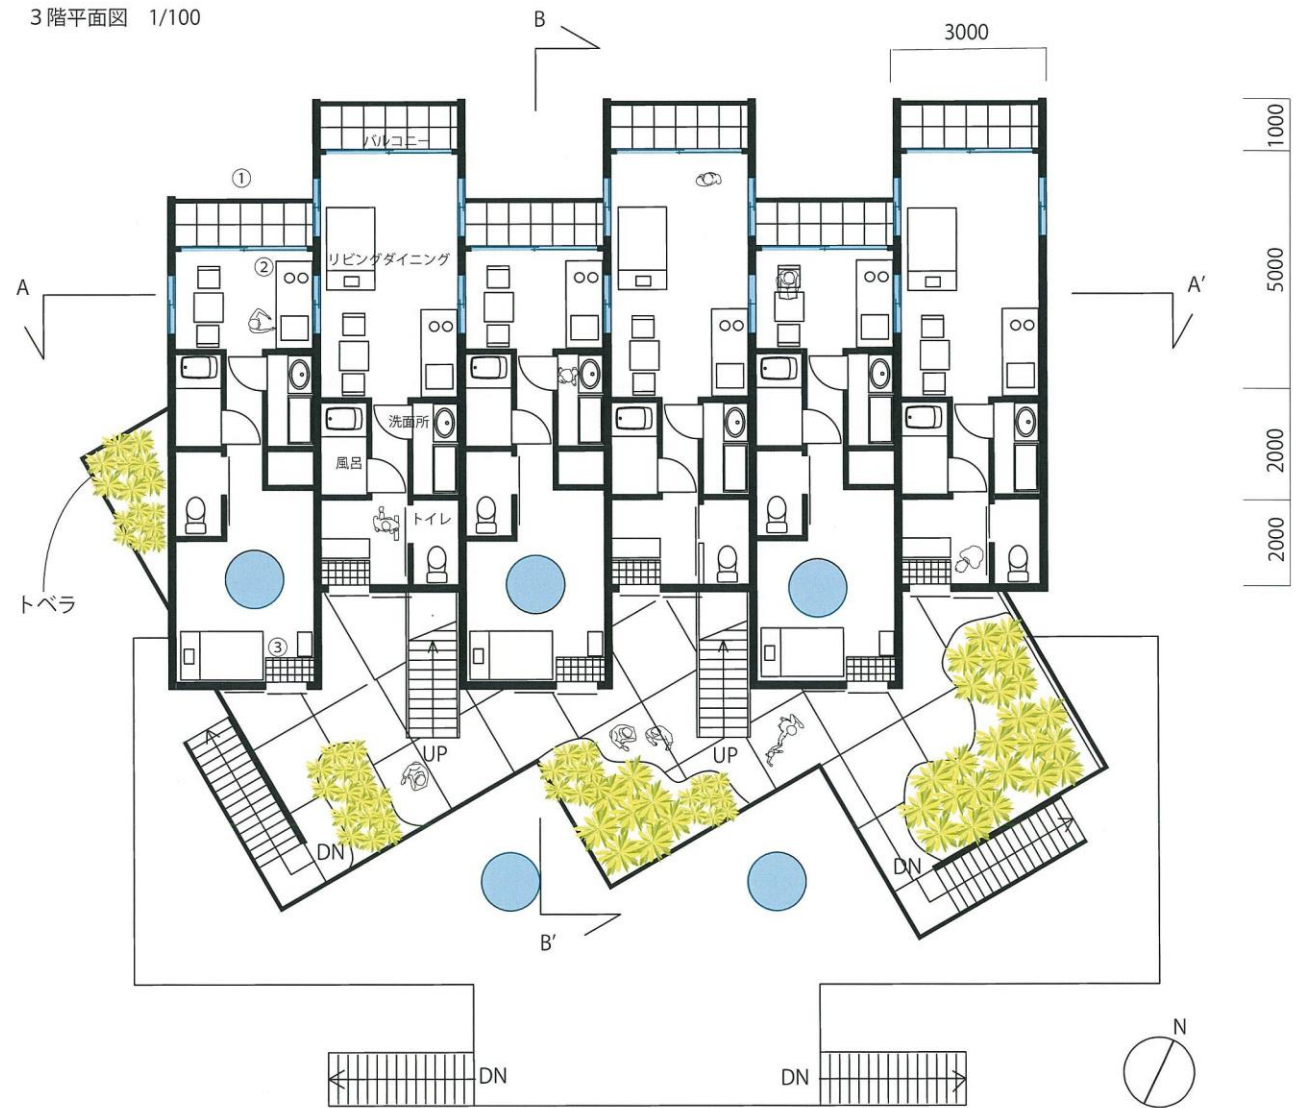 ３階平面図　1/100
B
3000
1000
バルコニー
①
②
リビングダイニング
A
A'
5000
洗面所
風呂
2000
トイレ
2000
トベラ
③
UP
UP
DN
DN
B'
N
DN
DN